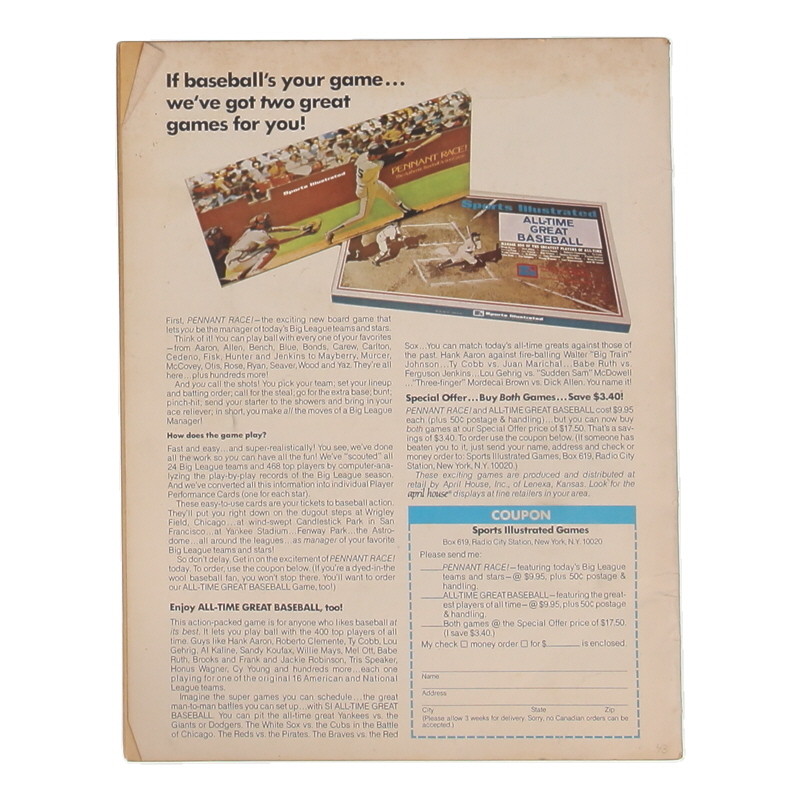 If baseball's your game...
we've got two great
games for you!
Sports Illustrated
PENNANT RACE!
Sports Illustrated
ALL-TIME
GREAT
BASEBALL
Sports Illustrated
First, PENNANT RACE!—the exciting new board game that
lets you be the manager of today's Big League teams and stars.
Think of it! You can play ball with every one of your favorites
—from Aaron, Allen, Bench, Blue, Bonds, Carew, Carlton,
Cedeno, Fisk, Hunter and Jenkins to Mayberry, Murcer,
McCovey, Otis, Rose, Ryan, Seaver, Wood and Yaz. They're all
here...plus hundreds more!
And you call the shots! You pick your team, set your lineup
and batting order; call for the steal; go for the extra base; bunt;
pinch-hit; send your starter to the showers and bring in your
ace reliever; in short, you make all the moves of a Big League
Manager!
How does the game play?
Fast and easy...and super-realistically! You see, we've done
all the work so you can have all the fun! We've "scouted" all
24 Big League teams and 468 top players by computer-ana-
lyzing the play-by-play records of the Big League season.
And we've converted all this information into individual Player
Performance Cards (one for each star).
These easy-to-use cards are your tickets to baseball action.
They'll put you right down on the dugout steps at Wrigley
Field, Chicago...at wind-swept Candlestick Park in San
Francisco...at Yankee Stadium...Fenway Park...the Astro-
dome...all around the leagues...as manager of your favorite
Big League teams and stars!
So don't delay. Get in on the excitement of PENNANT RACE!
today. To order, use the coupon below. (If you're a dyed-in-the
wool baseball fan, you won't stop there. You'll want to order
our ALL-TIME GREAT BASEBALL Game, too!)
Enjoy ALL-TIME GREAT BASEBALL, too!
This action-packed game is for anyone who likes baseball at
its best. It lets you play ball with the 400 top players of all
time. Guys like Hank Aaron, Roberto Clemente, Ty Cobb, Lou
Gehrig, Al Kaline, Sandy Koufax, Willie Mays, Mel Ott, Babe
Ruth, Brooks and Frank and Jackie Robinson, Tris Speaker,
Honus Wagner, Cy Young and hundreds more...each one
playing for one of the original 16 American and National
League teams.
Imagine the super games you can schedule...the great
man-to-man battles you can set up...with SI ALL-TIME GREAT
BASEBALL. You can pit the all-time great Yankees vs. the
Giants or Dodgers. The White Sox vs. the Cubs in the Battle
of Chicago. The Reds vs. the Pirates. The Braves vs. the Red
Sox...You can match today's all-time greats against those of
the past. Hank Aaron against fire-balling Walter "Big Train"
Johnson...Ty Cobb vs. Juan Marichal...Babe Ruth vs.
Ferguson Jenkins...Lou Gehrig vs. "Sudden Sam" McDowell
..."Three-finger" Mordecai Brown vs. Dick Allen. You name it!
Special Offer...Buy Both Games...Save $3.40!
PENNANT RACE! and ALL-TIME GREAT BASEBALL cost $9.95
each (plus 50¢ postage & handling)...but you can now buy
both games at our Special Offer price of $17.50. That's a sav-
ings of $3.40. To order use the coupon below. (If someone has
beaten you to it, just send your name, address and check or
money order to: Sports Illustrated Games, Box 619, Radio City
Station, New York, N.Y. 10020.)
These exciting games are produced and distributed at
retail by April House, Inc., of Lenexa, Kansas. Look for the
april house displays at fine retailers in your area.
COUPON
Sports Illustrated Games
Box 619, Radio City Station, New York, N.Y. 10020
Please send me:
PENNANT RACE!—featuring today's Big League
teams and stars—@ $9.95, plus 50¢ postage &
handling.
ALL-TIME GREAT BASEBALL—featuring the great-
est players of all time—@ $9.95, plus 50¢ postage
& handling.
Both games @ the Special Offer price of $17.50.
(I save $3.40.)
My check □ money order □ for $ is enclosed.
Name
Address
City State Zip
(Please allow 3 weeks for delivery. Sorry, no Canadian orders can be
accepted.)